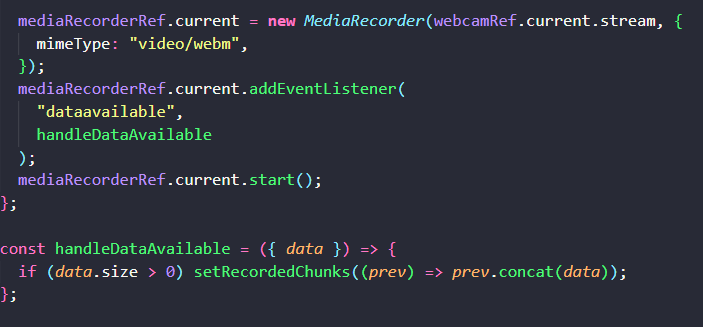 mediaRecorderRef.current = new MediaRecorder(webcamRef.current.stream, {
mimeType: "video/webm",
});
mediaRecorderRef.current.addEventListener(
"dataavailable",
handleDataAvailable
);
mediaRecorderRef.current.start();
};
const handleDataAvailable = ({ data }) => {
if (data.size > 0) setRecordedChunks((prev) => prev.concat(data));
};